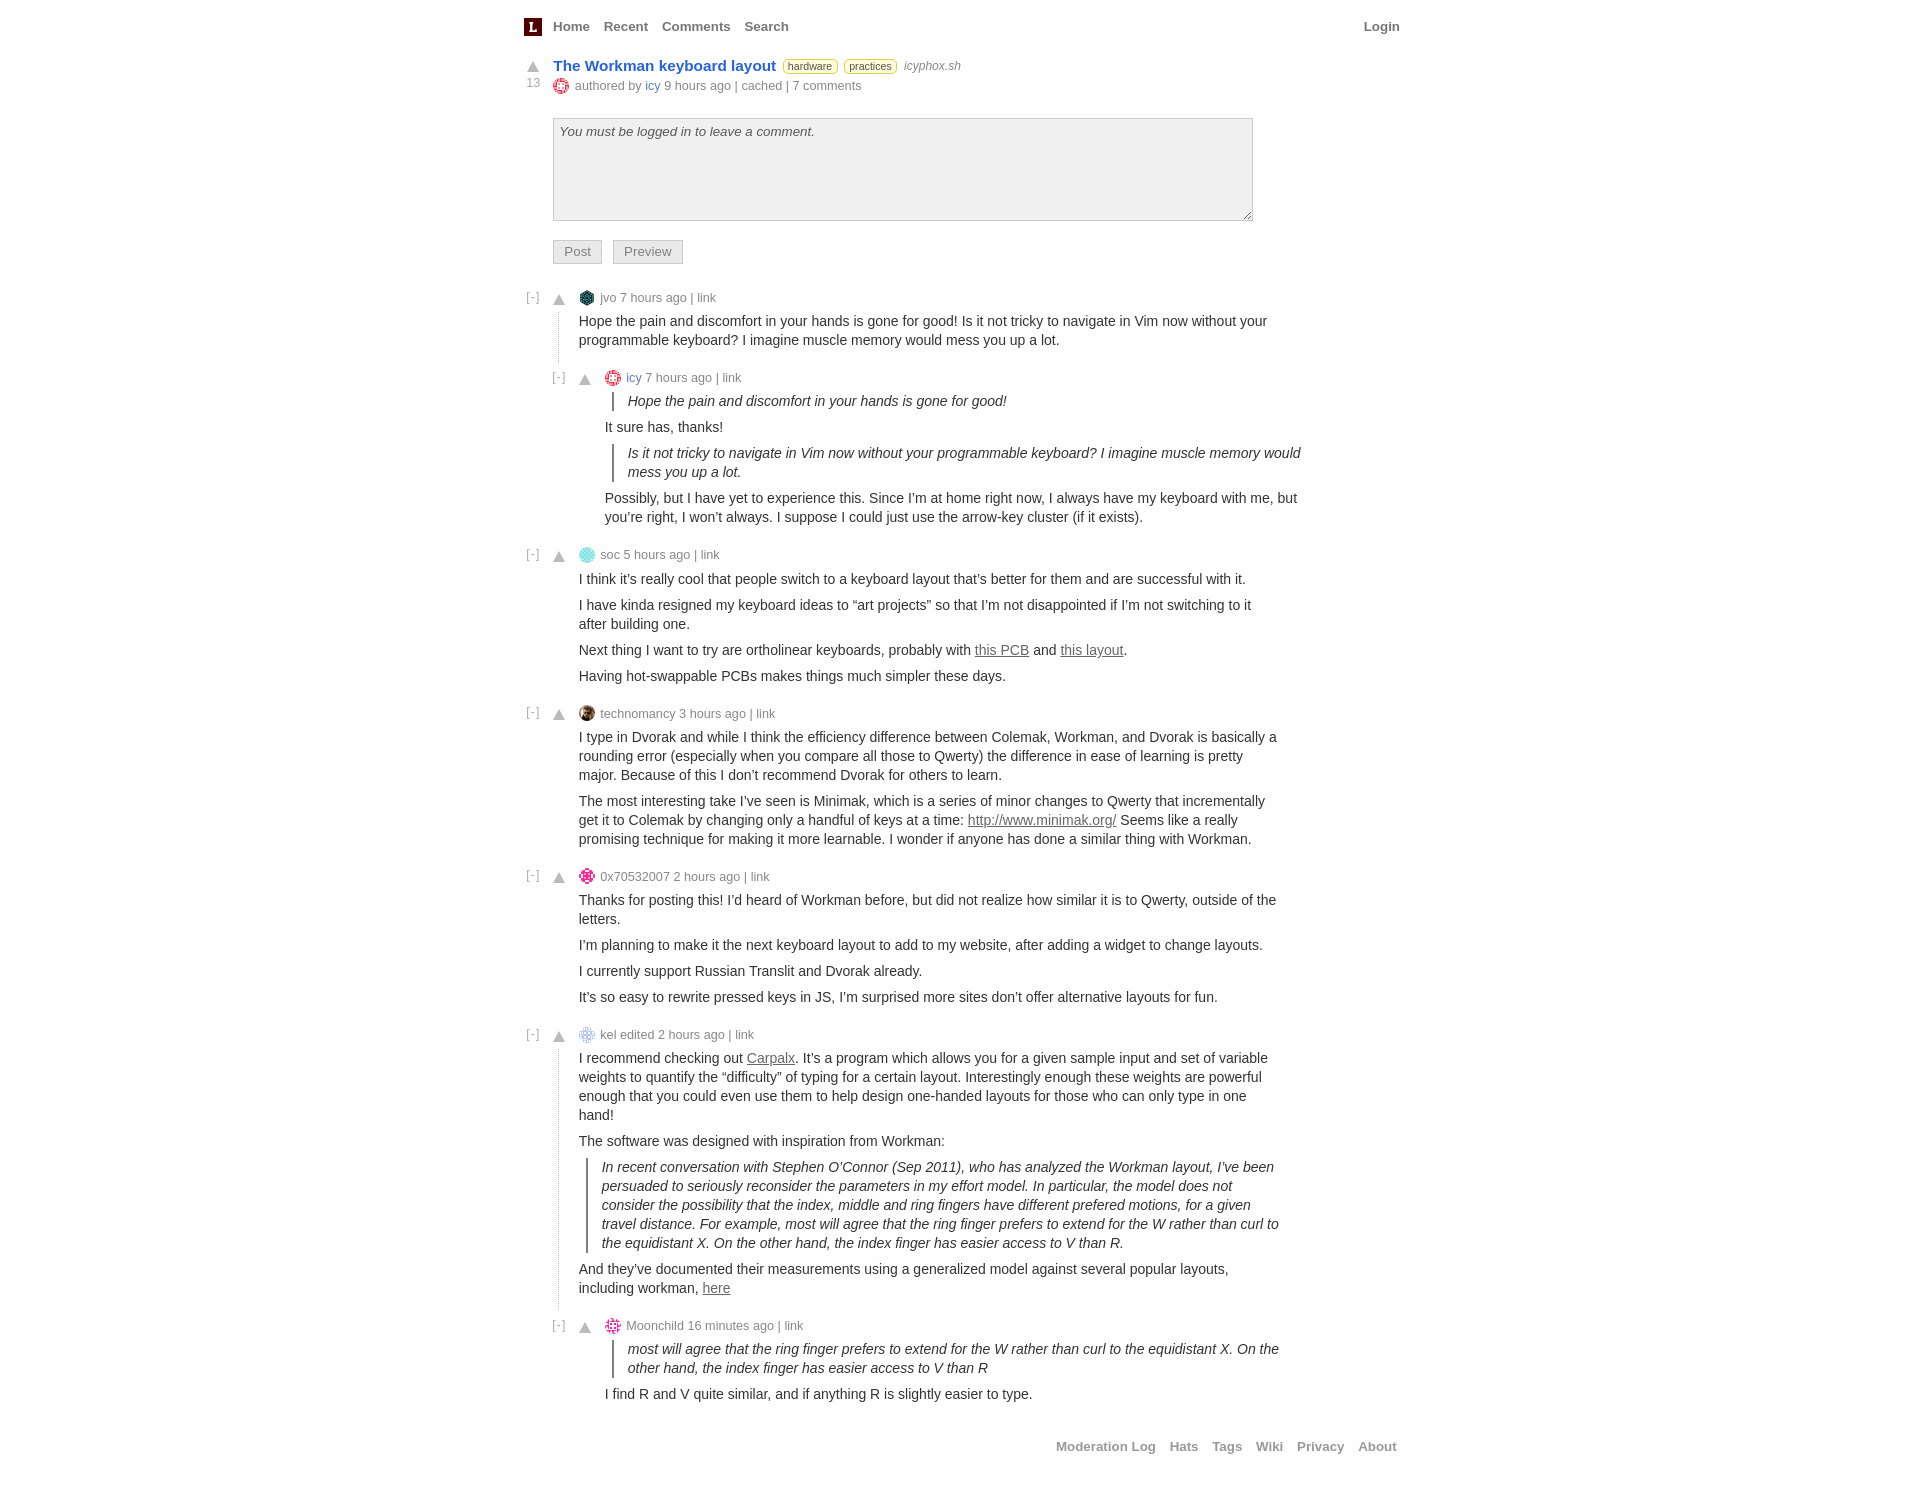 L Home Recent Comments Search Login
The Workman keyboard layout hardware practices icyphox.sh
13 authored by icy 9 hours ago | cached | 7 comments
You must be logged in to leave a comment.
Post Preview
[-] jvo 7 hours ago | link
Hope the pain and discomfort in your hands is gone for good! Is it not tricky to navigate in Vim now without your
programmable keyboard? I imagine muscle memory would mess you up a lot.
[-] icy 7 hours ago | link
Hope the pain and discomfort in your hands is gone for good!
It sure has, thanks!
Is it not tricky to navigate in Vim now without your programmable keyboard? I imagine muscle memory would
mess you up a lot.
Possibly, but I have yet to experience this. Since I’m at home right now, I always have my keyboard with me, but
you’re right, I won’t always. I suppose I could just use the arrow-key cluster (if it exists).
[-] soc 5 hours ago | link
I think it’s really cool that people switch to a keyboard layout that’s better for them and are successful with it.
I have kinda resigned my keyboard ideas to “art projects” so that I’m not disappointed if I’m not switching to it
after building one.
Next thing I want to try are ortholinear keyboards, probably with this PCB and this layout.
Having hot-swappable PCBs makes things much simpler these days.
[-] technomancy 3 hours ago | link
I type in Dvorak and while I think the efficiency difference between Colemak, Workman, and Dvorak is basically a
rounding error (especially when you compare all those to Qwerty) the difference in ease of learning is pretty
major. Because of this I don’t recommend Dvorak for others to learn.
The most interesting take I’ve seen is Minimak, which is a series of minor changes to Qwerty that incrementally
get it to Colemak by changing only a handful of keys at a time: http://www.minimak.org/ Seems like a really
promising technique for making it more learnable. I wonder if anyone has done a similar thing with Workman.
[-] 0x70532007 2 hours ago | link
Thanks for posting this! I’d heard of Workman before, but did not realize how similar it is to Qwerty, outside of the
letters.
I’m planning to make it the next keyboard layout to add to my website, after adding a widget to change layouts.
I currently support Russian Translit and Dvorak already.
It’s so easy to rewrite pressed keys in JS, I’m surprised more sites don’t offer alternative layouts for fun.
[-] kel edited 2 hours ago | link
I recommend checking out Carpalx. It’s a program which allows you for a given sample input and set of variable
weights to quantify the “difficulty” of typing for a certain layout. Interestingly enough these weights are powerful
enough that you could even use them to help design one-handed layouts for those who can only type in one
hand!
The software was designed with inspiration from Workman:
In recent conversation with Stephen O’Connor (Sep 2011), who has analyzed the Workman layout, I’ve been
persuaded to seriously reconsider the parameters in my effort model. In particular, the model does not
consider the possibility that the index, middle and ring fingers have different prefered motions, for a given
travel distance. For example, most will agree that the ring finger prefers to extend for the W rather than curl to
the equidistant X. On the other hand, the index finger has easier access to V than R.
And they’ve documented their measurements using a generalized model against several popular layouts,
including workman, here
[-] Moonchild 16 minutes ago | link
most will agree that the ring finger prefers to extend for the W rather than curl to the equidistant X. On the
other hand, the index finger has easier access to V than R
I find R and V quite similar, and if anything R is slightly easier to type.
Moderation Log Hats Tags Wiki Privacy About